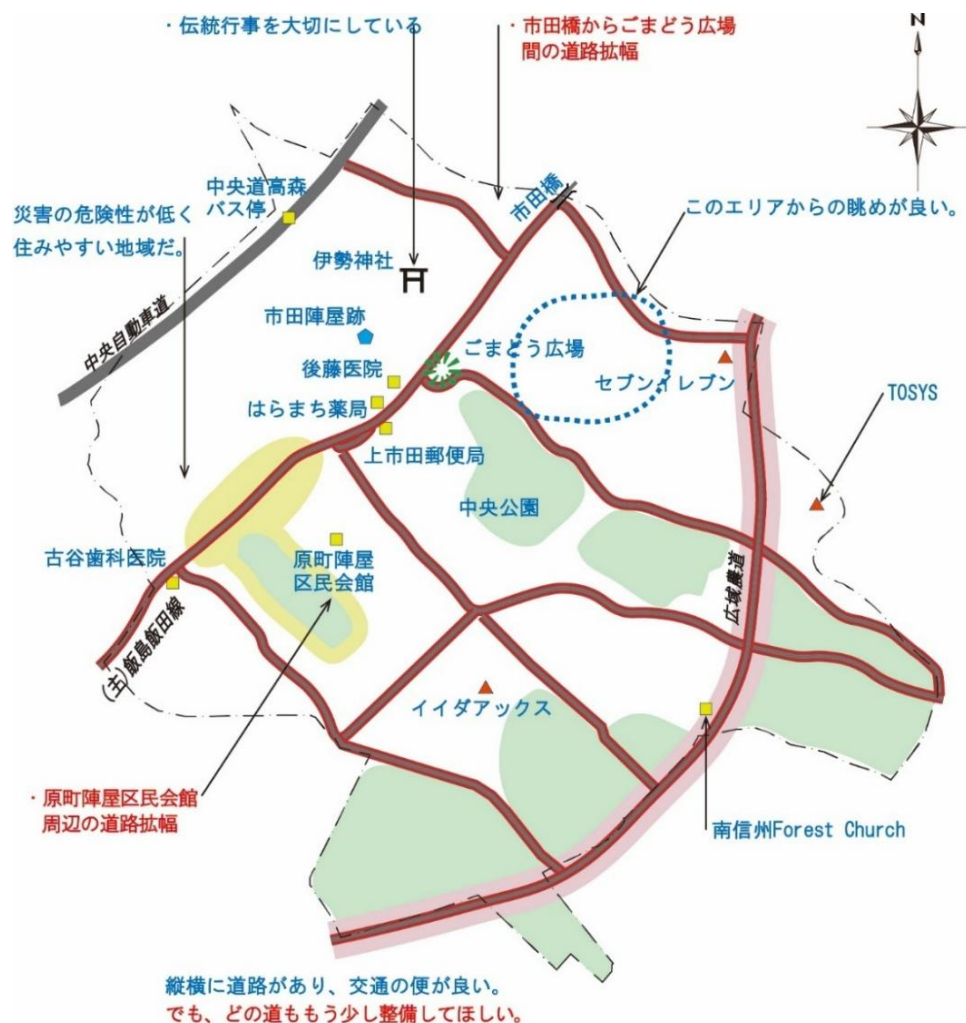 ・伝統行事を大切にしている
・市田橋からごまどう広場
間の道路拡幅
N
中央道高森
バス停
市田橋
災害の危険性が低く
住みやすい地域だ。
このエリアからの眺めが良い。
伊勢神社
中央自動車道
市田陣屋跡
ごまどう広場
後藤医院
セブンイレブン
TOSYS
はらまち薬局
上市田郵便局
中央公園
古谷歯科医院
原町陣屋
区民会館
広域農道
(主)飯島飯田線
イイダアックス
・原町陣屋区民会館
周辺の道路拡幅
南信州Forest Church
縦横に道路があり、交通の便が良い。
でも、どの道ももう少し整備してほしい。